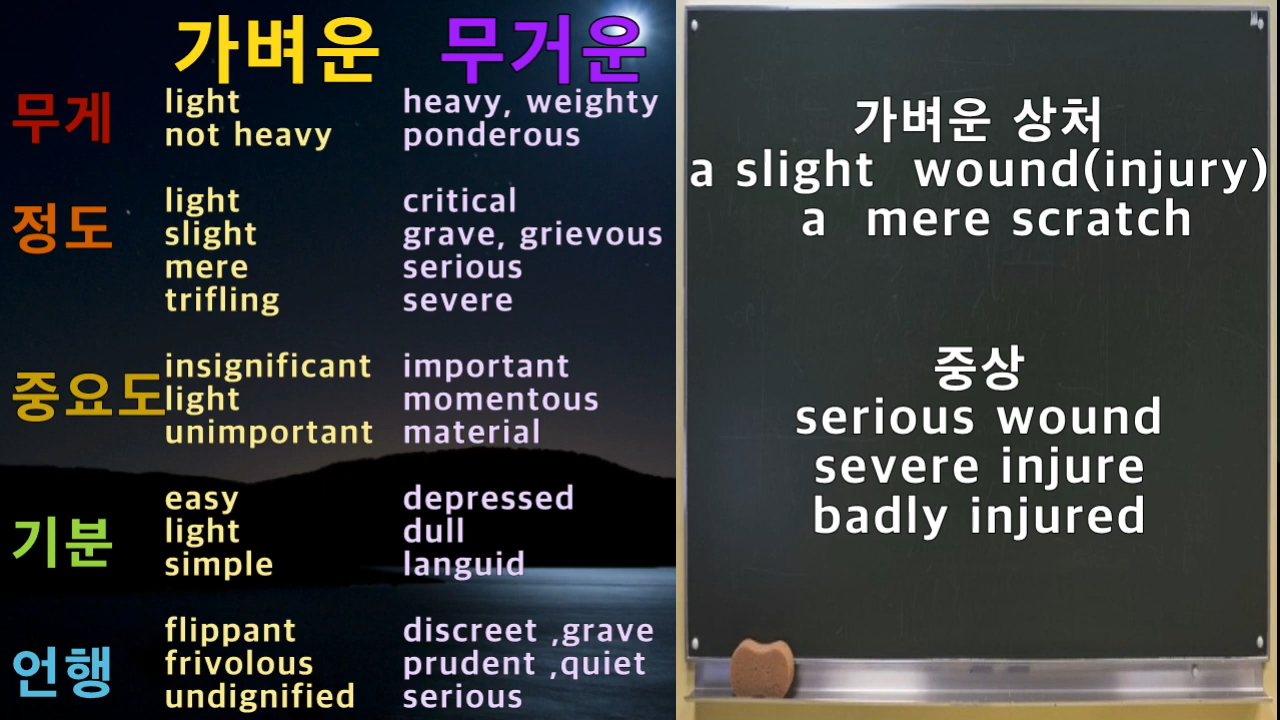 가벼운 무거운
무게
light
not heavy
heavy, weighty
ponderous
정도
light
slight
mere
trifling
critical
grave, grievous
serious
severe
중요도
insignificant
light
unimportant
important
momentous
material
기분
easy
light
simple
depressed
dull
languid
언행
flippant
frivolous
undignified
discreet ,grave
prudent ,quiet
serious
가벼운 상처
a slight wound(injury)
a mere scratch
중상
serious wound
severe injure
badly injured